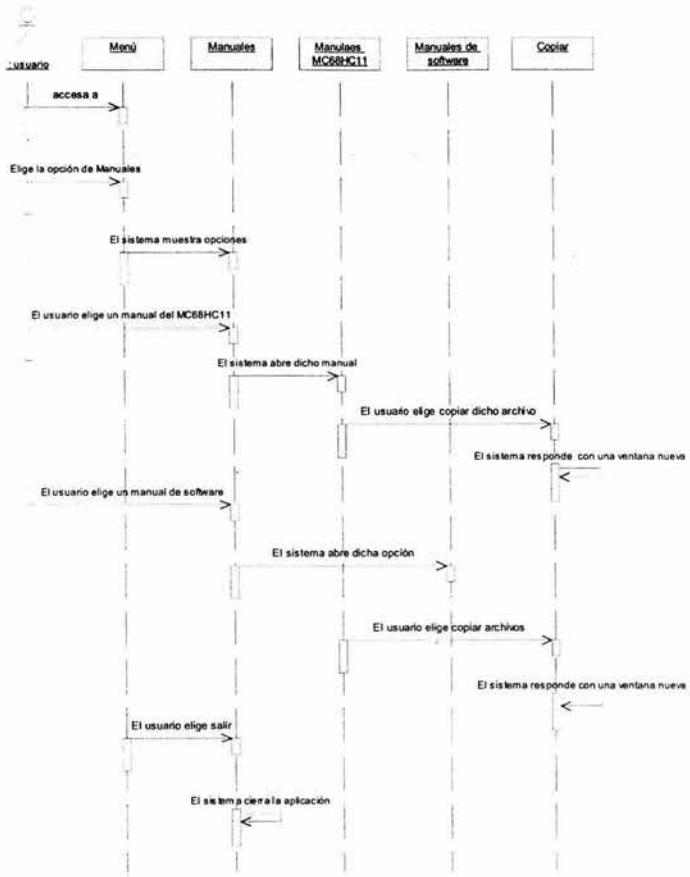 : usuario
Menú
Manuales
Manulaes
MC68HC11
Manuales de
software
Copiar
accesa a
Elige la opción de Manuales
El sistema muestra opciones
El usuario elige un manual del MC68HC11
El sistema abre dicho manual
El usuario elige copiar dicho archivo
El sistema responde con una ventana nueva
El usuario elige un manual de software
El sistema abre dicha opción
El usuario elige copiar archivos
El sistema responde con una ventana nueva
El usuario elige salir
El sistema cierra la aplicación